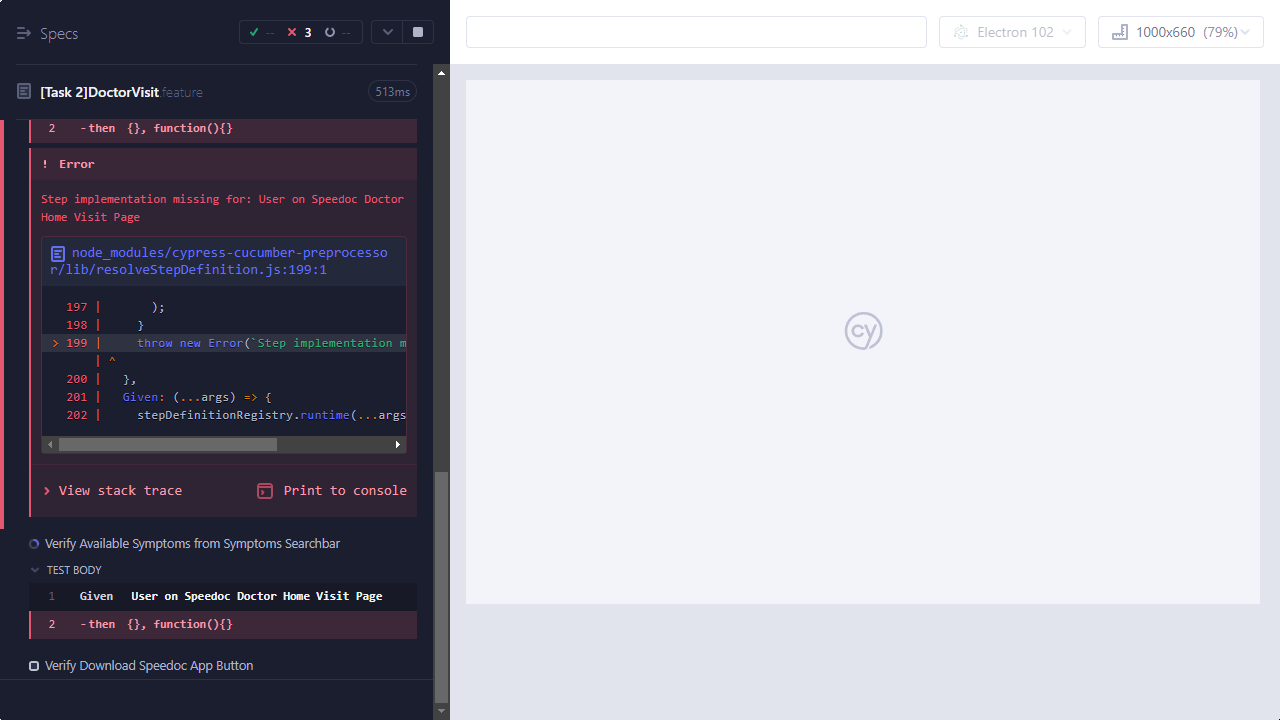 Specs
--
3
--
Electron 102
1000x660 (79%)
[Task 2]DoctorVisit.feature
513ms
2 -then {}, function(){}
! Error
Step implementation missing for: User on Speedoc Doctor
Home Visit Page
node_modules/cypress-cucumber-preprocesso
r/lib/resolveStepDefinition.js:199:1
197 | );
198 | }
> 199 | throw new Error(`Step implementation m
| ^
200 | },
201 | Given: (...args) => {
202 | stepDefinitionRegistry.runtime(...args
View stack trace
Print to console
Verify Available Symptoms from Symptoms Searchbar
TEST BODY
1 Given User on Speedoc Doctor Home Visit Page
2 -then {}, function(){}
Verify Download Speedoc App Button
cy